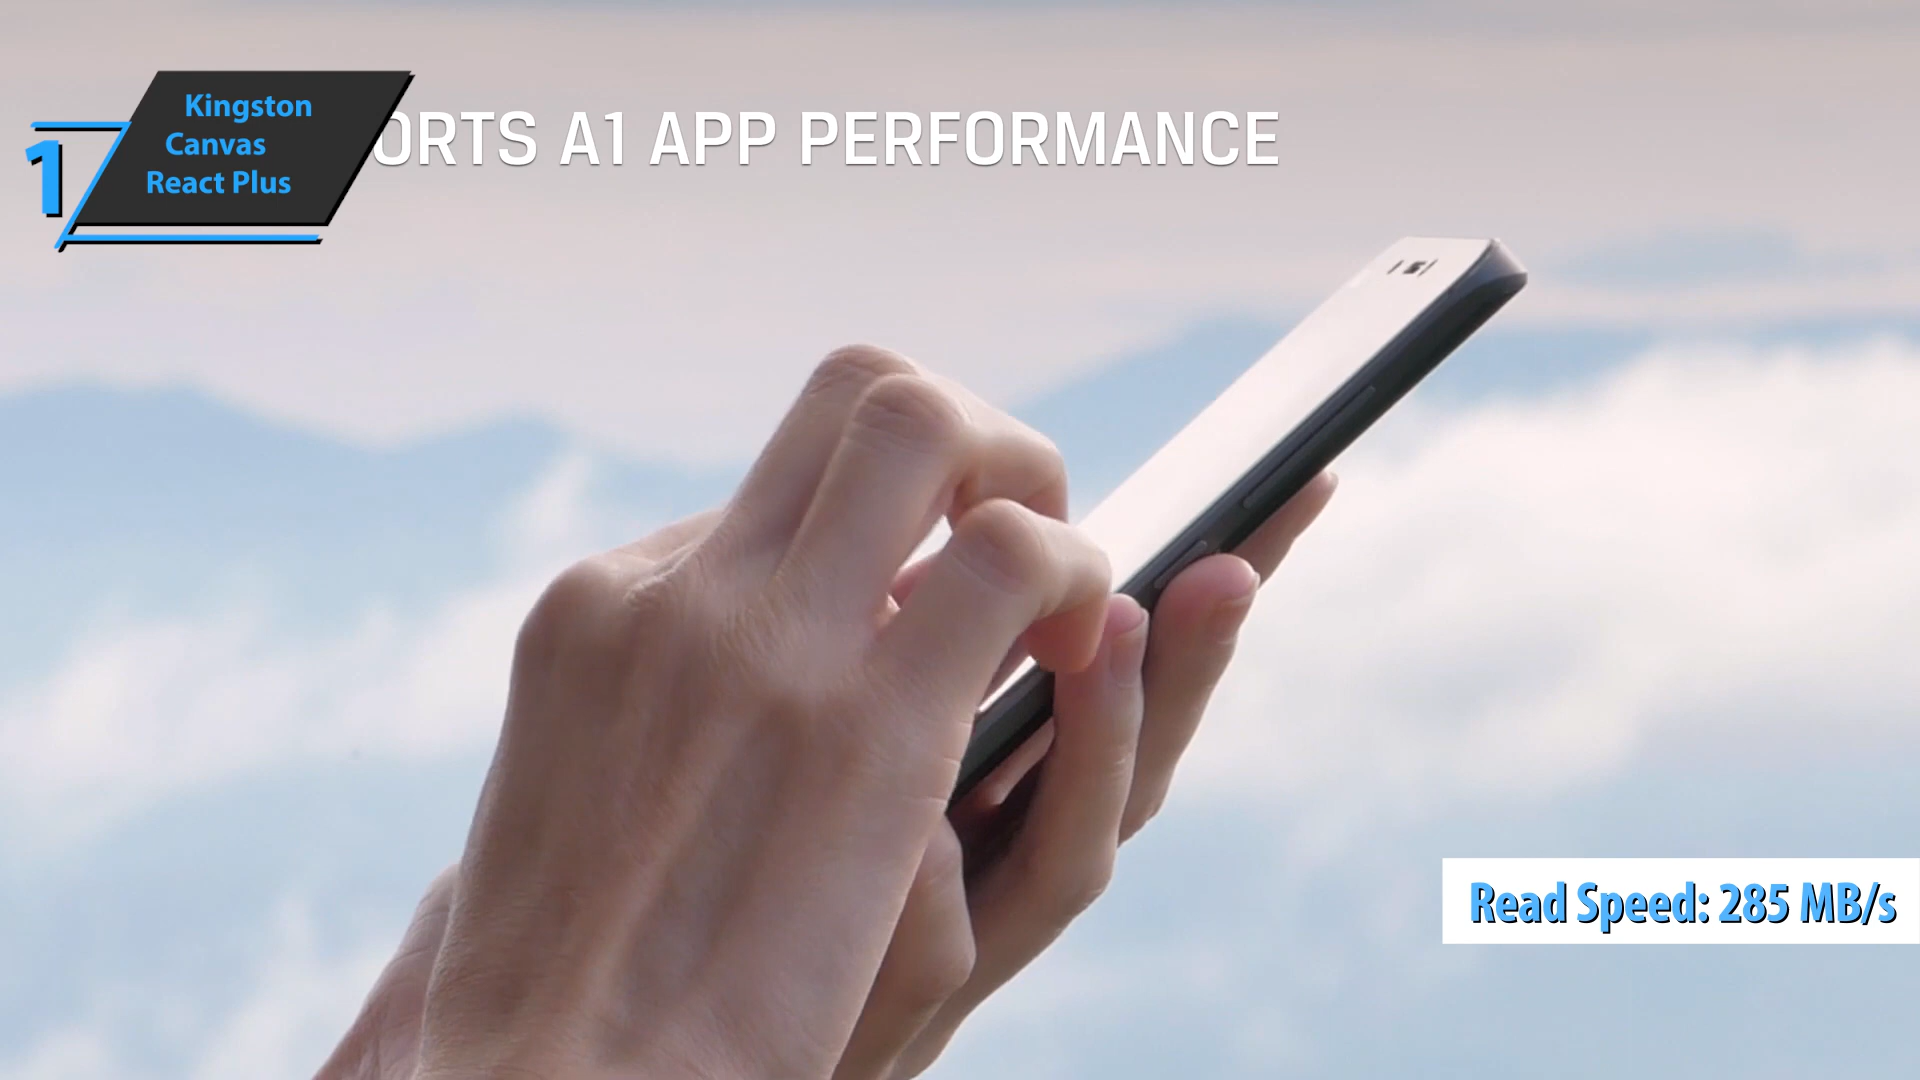 Kingston
Canvas
React Plus
1
ORTS A1 APP PERFORMANCE
Read Speed: 285 MB/s